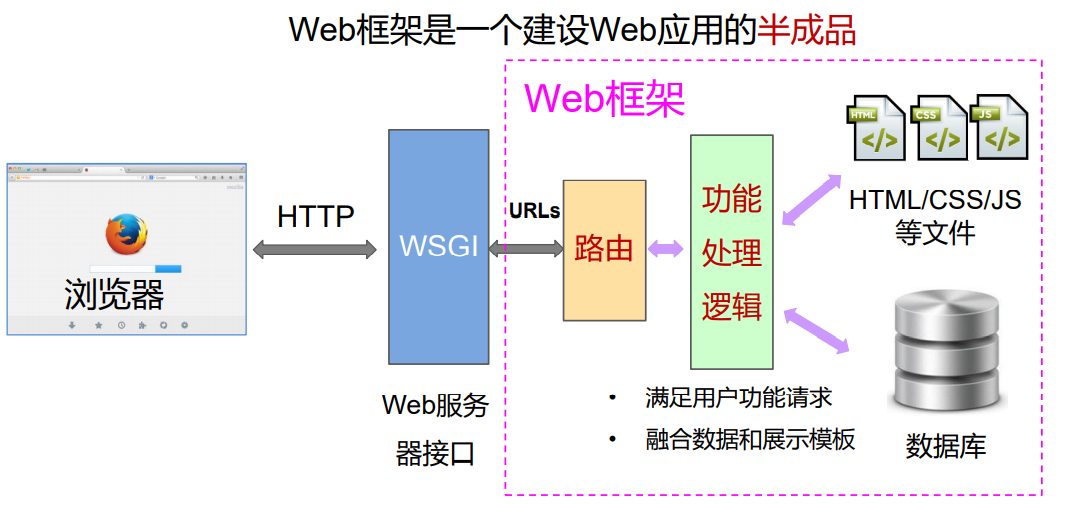 Web框架是一个建设Web应用的半成品
Web框架
HTML
CSS
JS
HTML/CSS/JS
等文件
HTTP
URLs
WSGI
路由
功能
处理
逻辑
浏览器
Web服务
器接口
• 满足用户功能请求
• 融合数据和展示模板
数据库